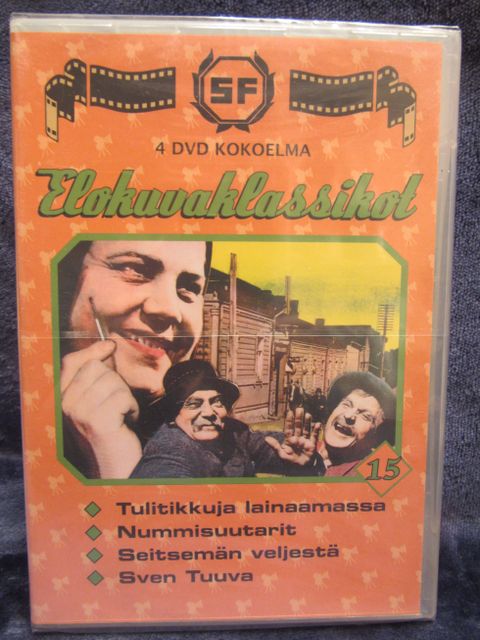 SF
4 DVD KOKOELMA
Elokuvaklassikot
15
Tulitikkuja lainaamassa
Nummisuutarit
Seitsemän veljestä
Sven Tuuva